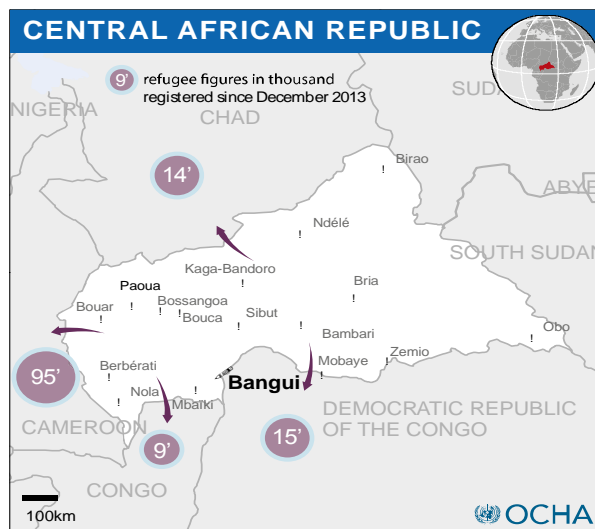 CENTRAL AFRICAN REPUBLIC
9' refugee figures in thousand
registered since December 2013
NIGERIA
CHAD
SUD
14'
Birao
ABYE
Ndélé
SOUTH SUDAN
Kaga-Bandoro
Paoua
Bria
Bouar
Bossangoa
Bouca
Sibut
Bambari
Obo
Zemio
Mobaye
95'
Berbérati
Bangui
Nola
Mbaïki
DEMOCRATIC REPUBLIC
OF THE CONGO
CAMEROON
9'
15'
CONGO
100km
OCHA